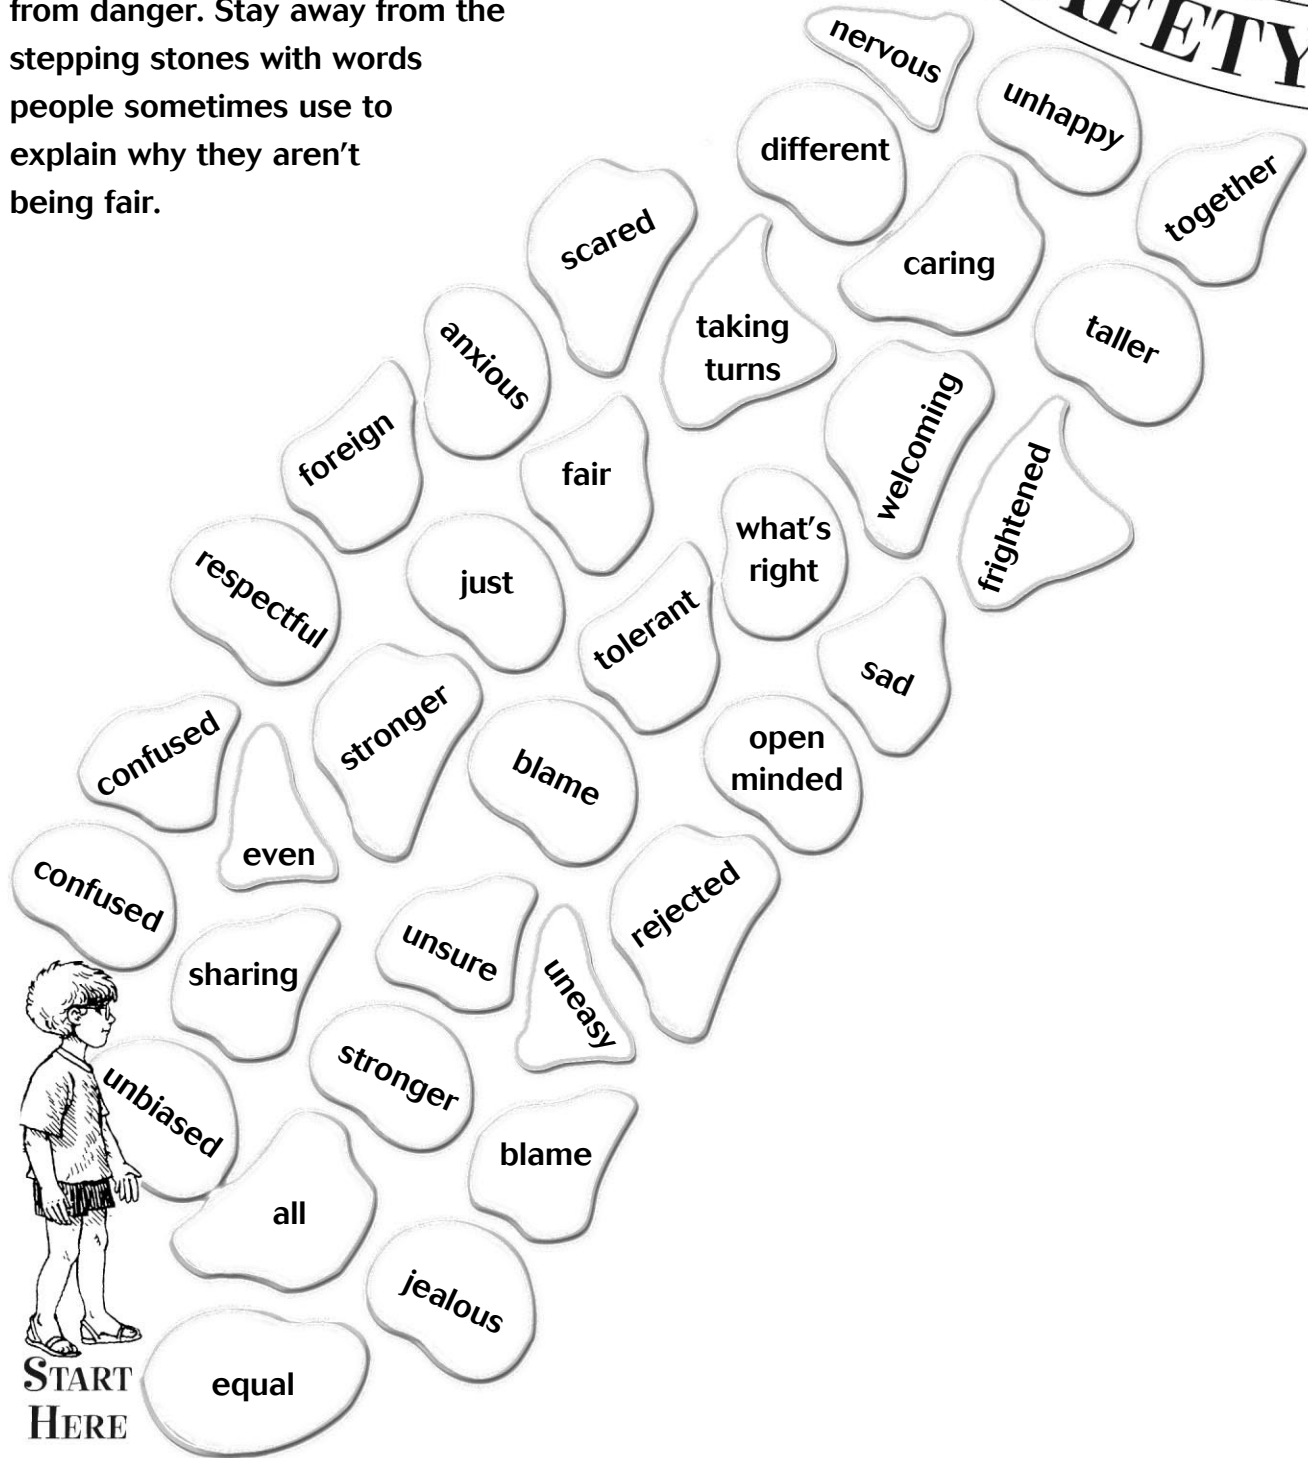 from danger. Stay away from the
stepping stones with words
people sometimes use to
explain why they aren't
being fair.
nervous
unhappy
different
together
scared
caring
taking
turns
taller
anxious
welcoming
foreign
fair
frightened
what's
right
respectful
just
tolerant
sad
stronger
confused
blame
open
minded
even
confused
rejected
unsure
sharing
uneasy
stronger
unbiased
blame
all
jealous
equal
START
HERE